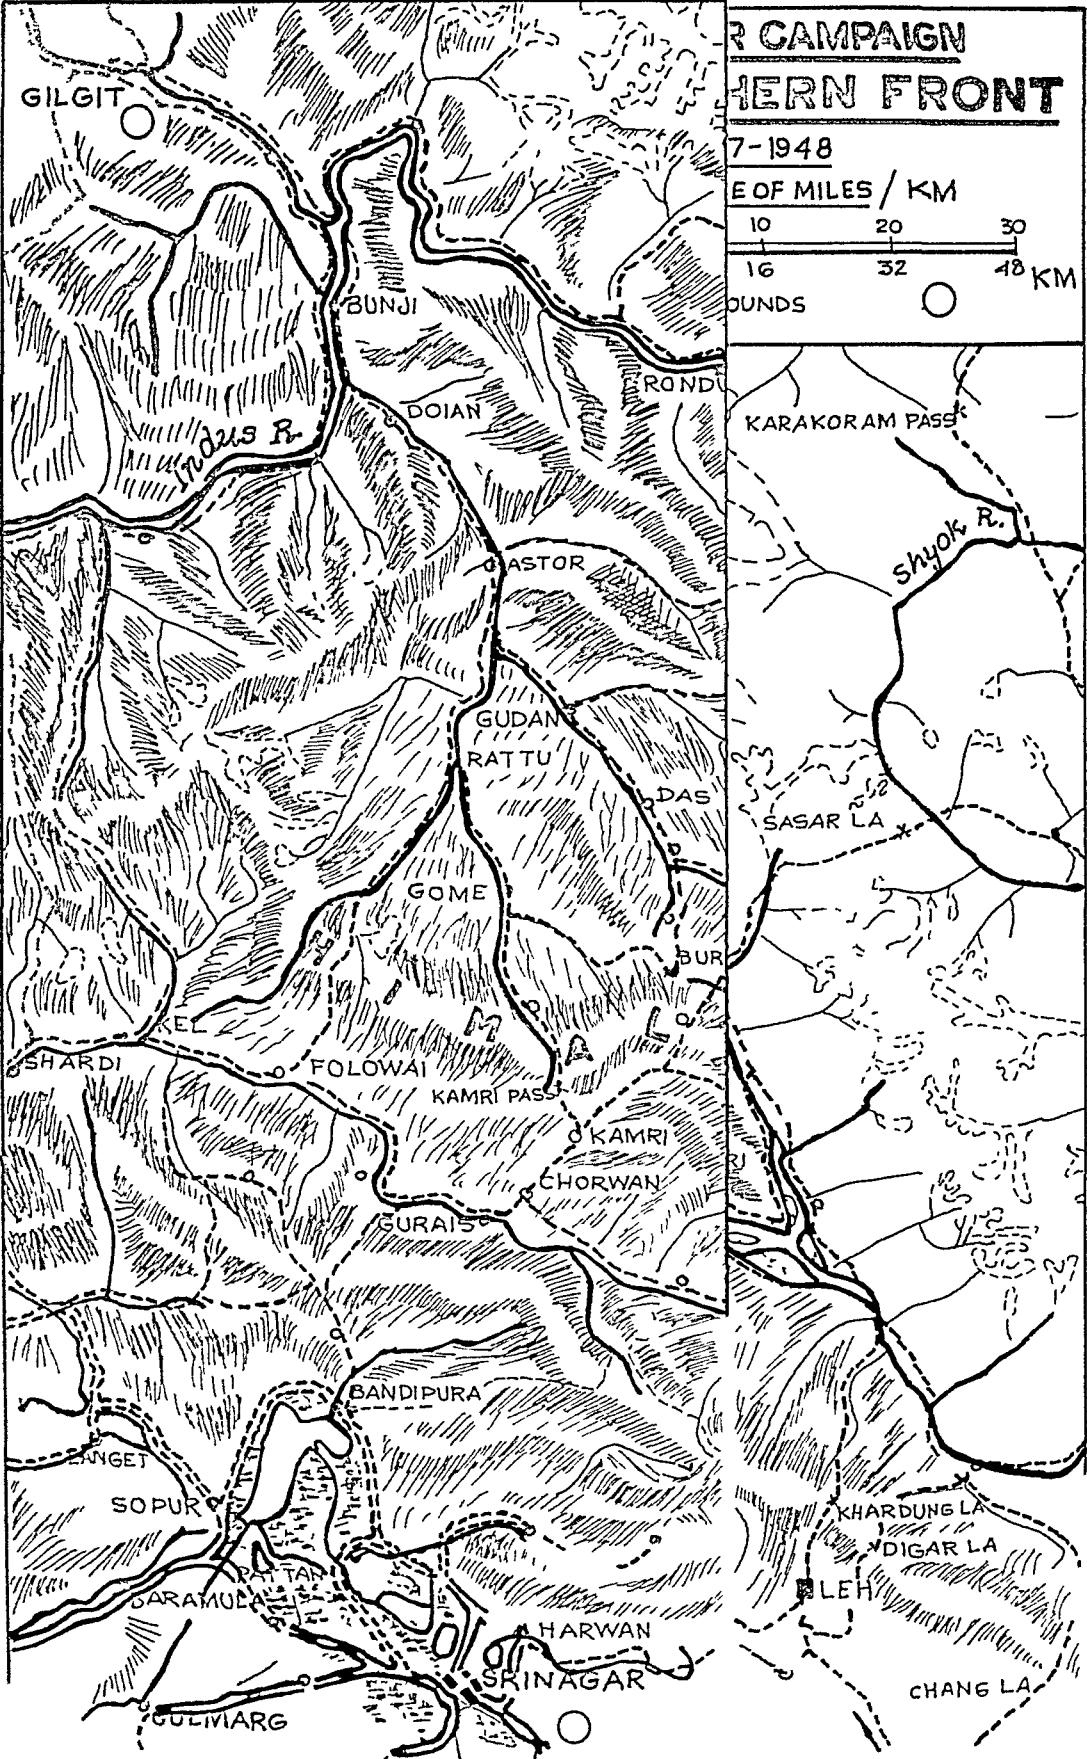 R CAMPAIGN
HERN FRONT
7-1948
E OF MILES / KM
10 20 30
16 32 48 KM
OUNDS
GILGIT
BUNJI
RONDU
DOIAN
KARAKORAM PASS
Indus R.
Shyok R.
ASTOR
GUDAN
RATTU
DAS
SASAR LA
GOME
BUR
I
M
A
L
KEL
SHARDI
FOLOWAI
KAMRI PASS
KAMRI
RI
CHORWAN
GURAIS
BANDIPURA
LANGET
SOPUR
KHARDUNG LA
DIGAR LA
PATTAN
BARAMULA
LEH
HARWAN
SRINAGAR
CHANG LA
GULMARG